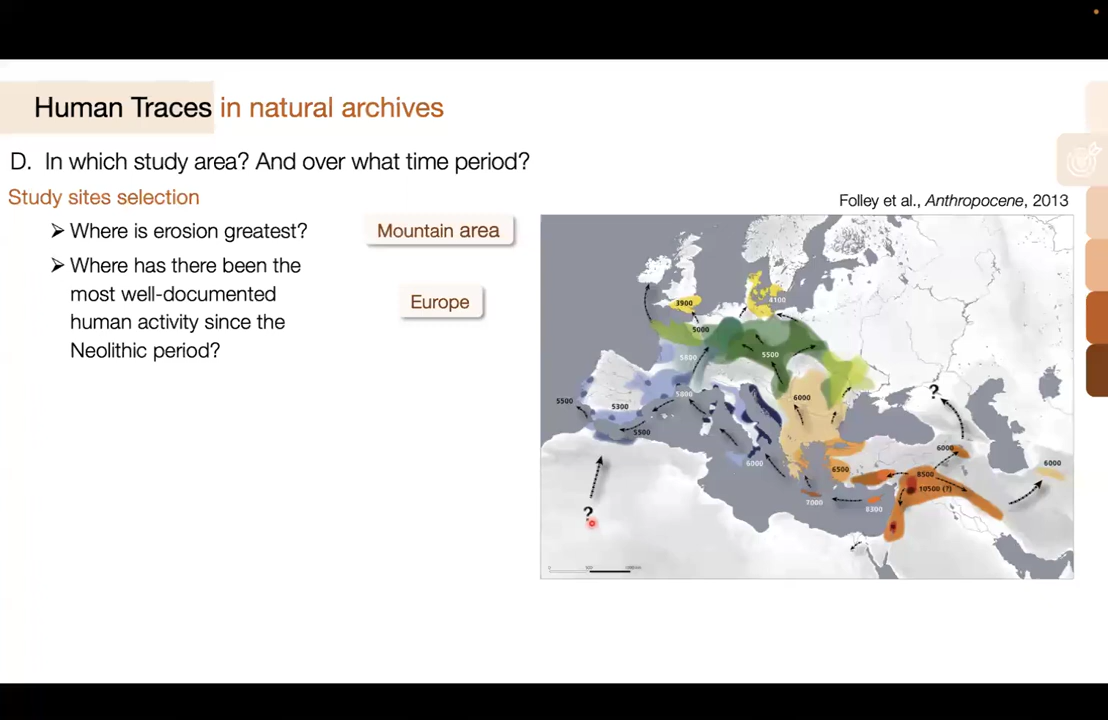 Human Traces in natural archives
D. In which study area? And over what time period?
Study sites selection
Folley et al., Anthropocene, 2013
➢ Where is erosion greatest?
Mountain area
➢ Where has there been the
most well-documented
human activity since the
Neolithic period?
Europe
3900
4100
5000
5500
5800
?
6000
5000
5500
5300
5500
6000
6000
6000
6500
8500
10500 (?)
7000
8300
?